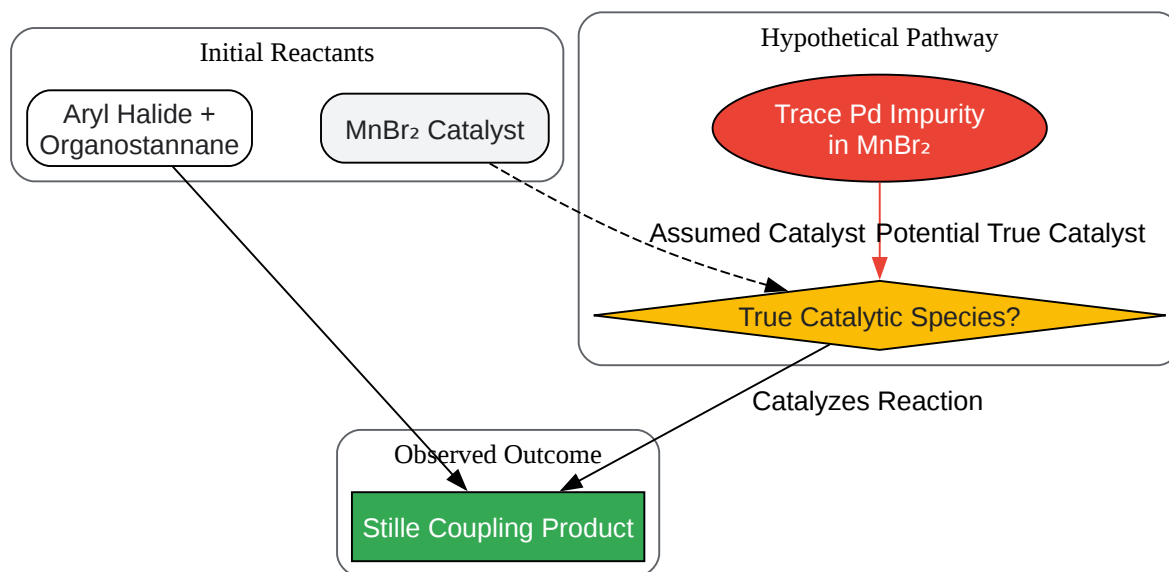 Initial Reactants
Aryl Halide +
Organostannane
MnBr₂ Catalyst
Hypothetical Pathway
Trace Pd Impurity
in MnBr₂
Assumed Catalyst
Potential True Catalyst
True Catalytic Species?
Catalyzes Reaction
Observed Outcome
Stille Coupling Product